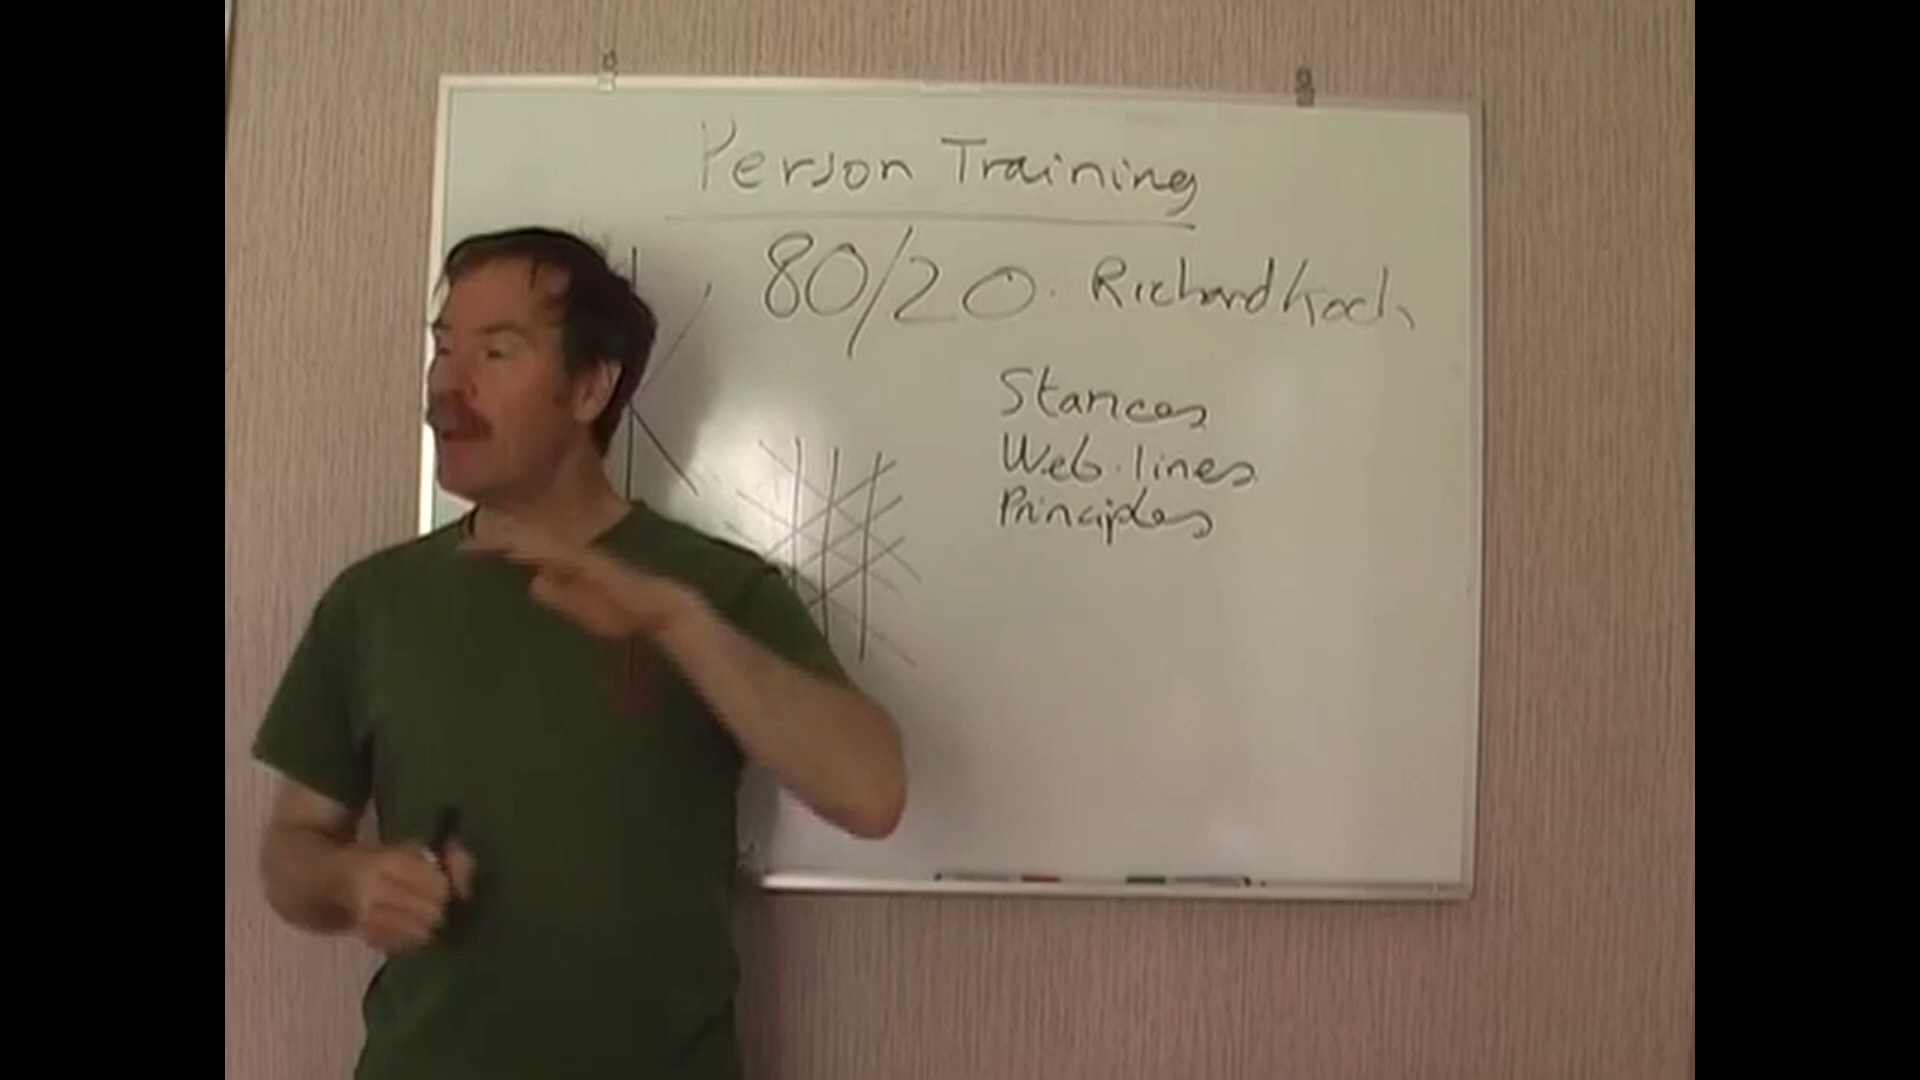 Person Training
80/20. Richard Koch
Stances
Web.lines
Principles